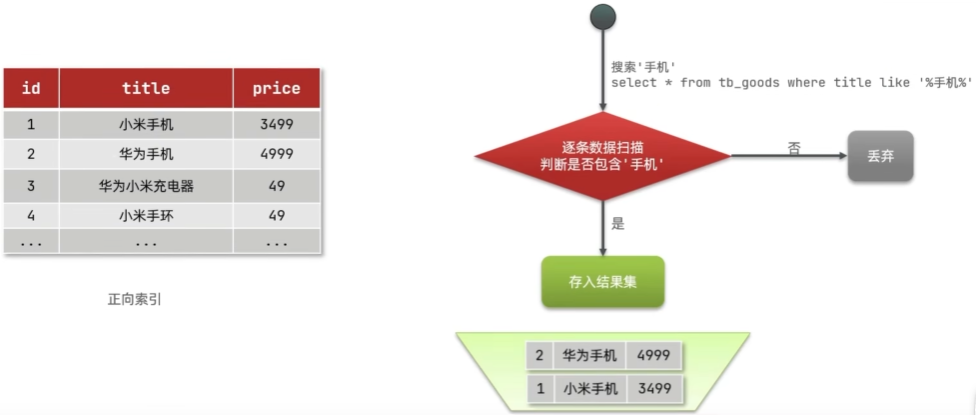 id title price
1 小米手机 3499
2 华为手机 4999
3 华为小米充电器 49
4 小米手环 49
... ... ...
正向索引
搜索'手机'
select * from tb_goods where title like '%手机%'
逐条数据扫描
判断是否包含'手机'
否
丢弃
是
存入结果集
2 华为手机 4999
1 小米手机 3499